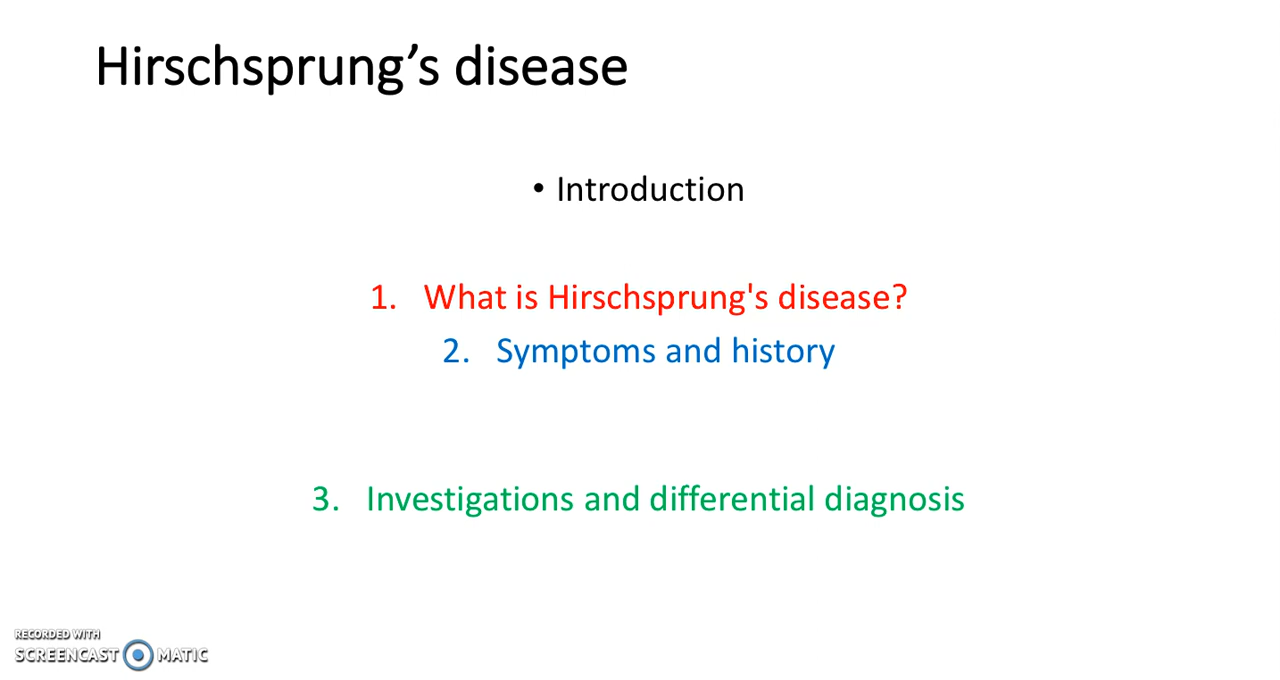 Hirschsprung’s disease
• Introduction
1. What is Hirschsprung's disease?
2. Symptoms and history
3. Investigations and differential diagnosis
RECORDED WITH
SCREENCAST MATIC